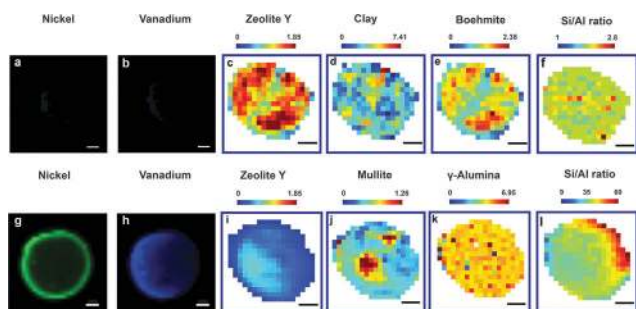 Nickel Vanadium Zeolite Y Clay Boehmite Si/Al ratio
0 1.85 0 7.41 0 2.38 1 2.6
a b c d e f
Nickel Vanadium Zeolite Y Mullite γ-Alumina Si/Al ratio
0 1.85 0 1.26 0 6.95 0 35 69
g h i j k l